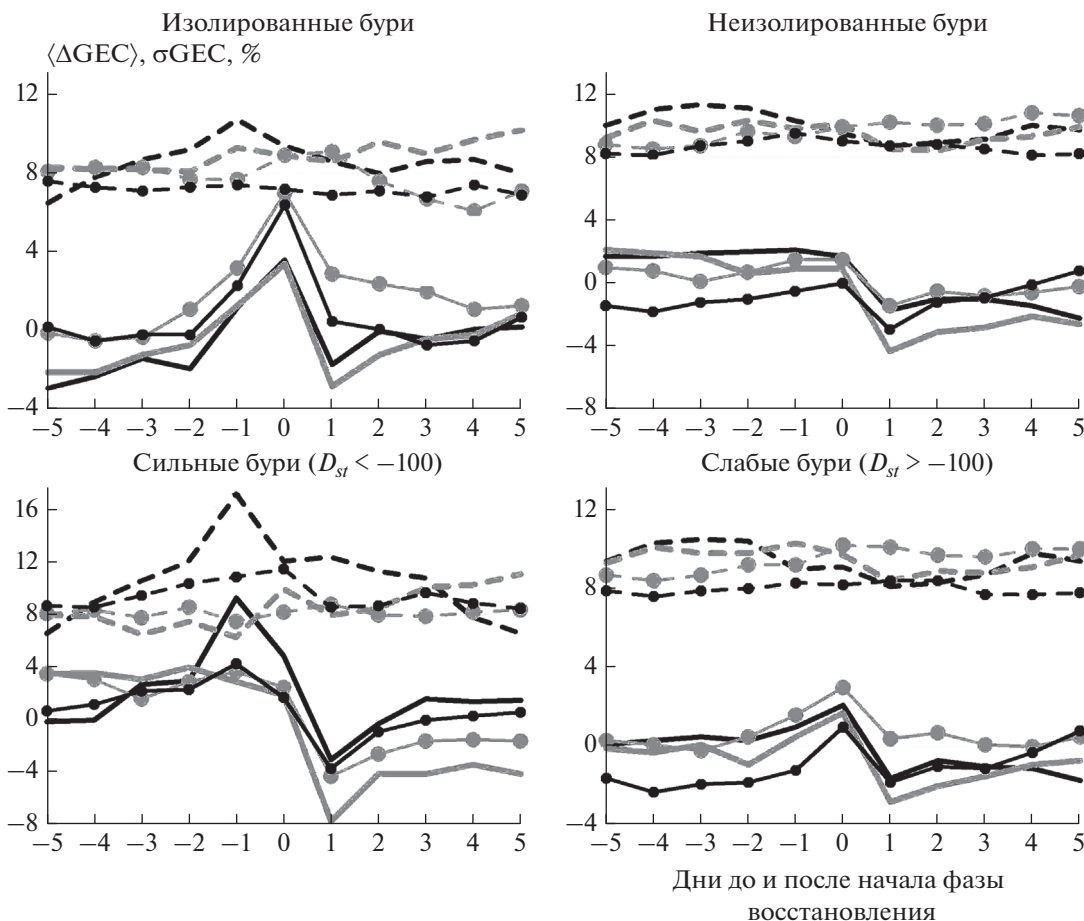 Изолированные бури
⟨ΔGEC⟩, σGEC, %
12
8
4
0
−4
−5 −4 −3 −2 −1 0 1 2 3 4 5
Неизолированные бури
12
8
4
0
−4
−8
−5 −4 −3 −2 −1 0 1 2 3 4 5
Сильные бури (Dst < −100)
16
12
8
4
0
−4
−8
−5 −4 −3 −2 −1 0 1 2 3 4 5
Слабые бури (Dst > −100)
12
8
4
0
−4
−5 −4 −3 −2 −1 0 1 2 3 4 5
Дни до и после начала фазы
восстановления